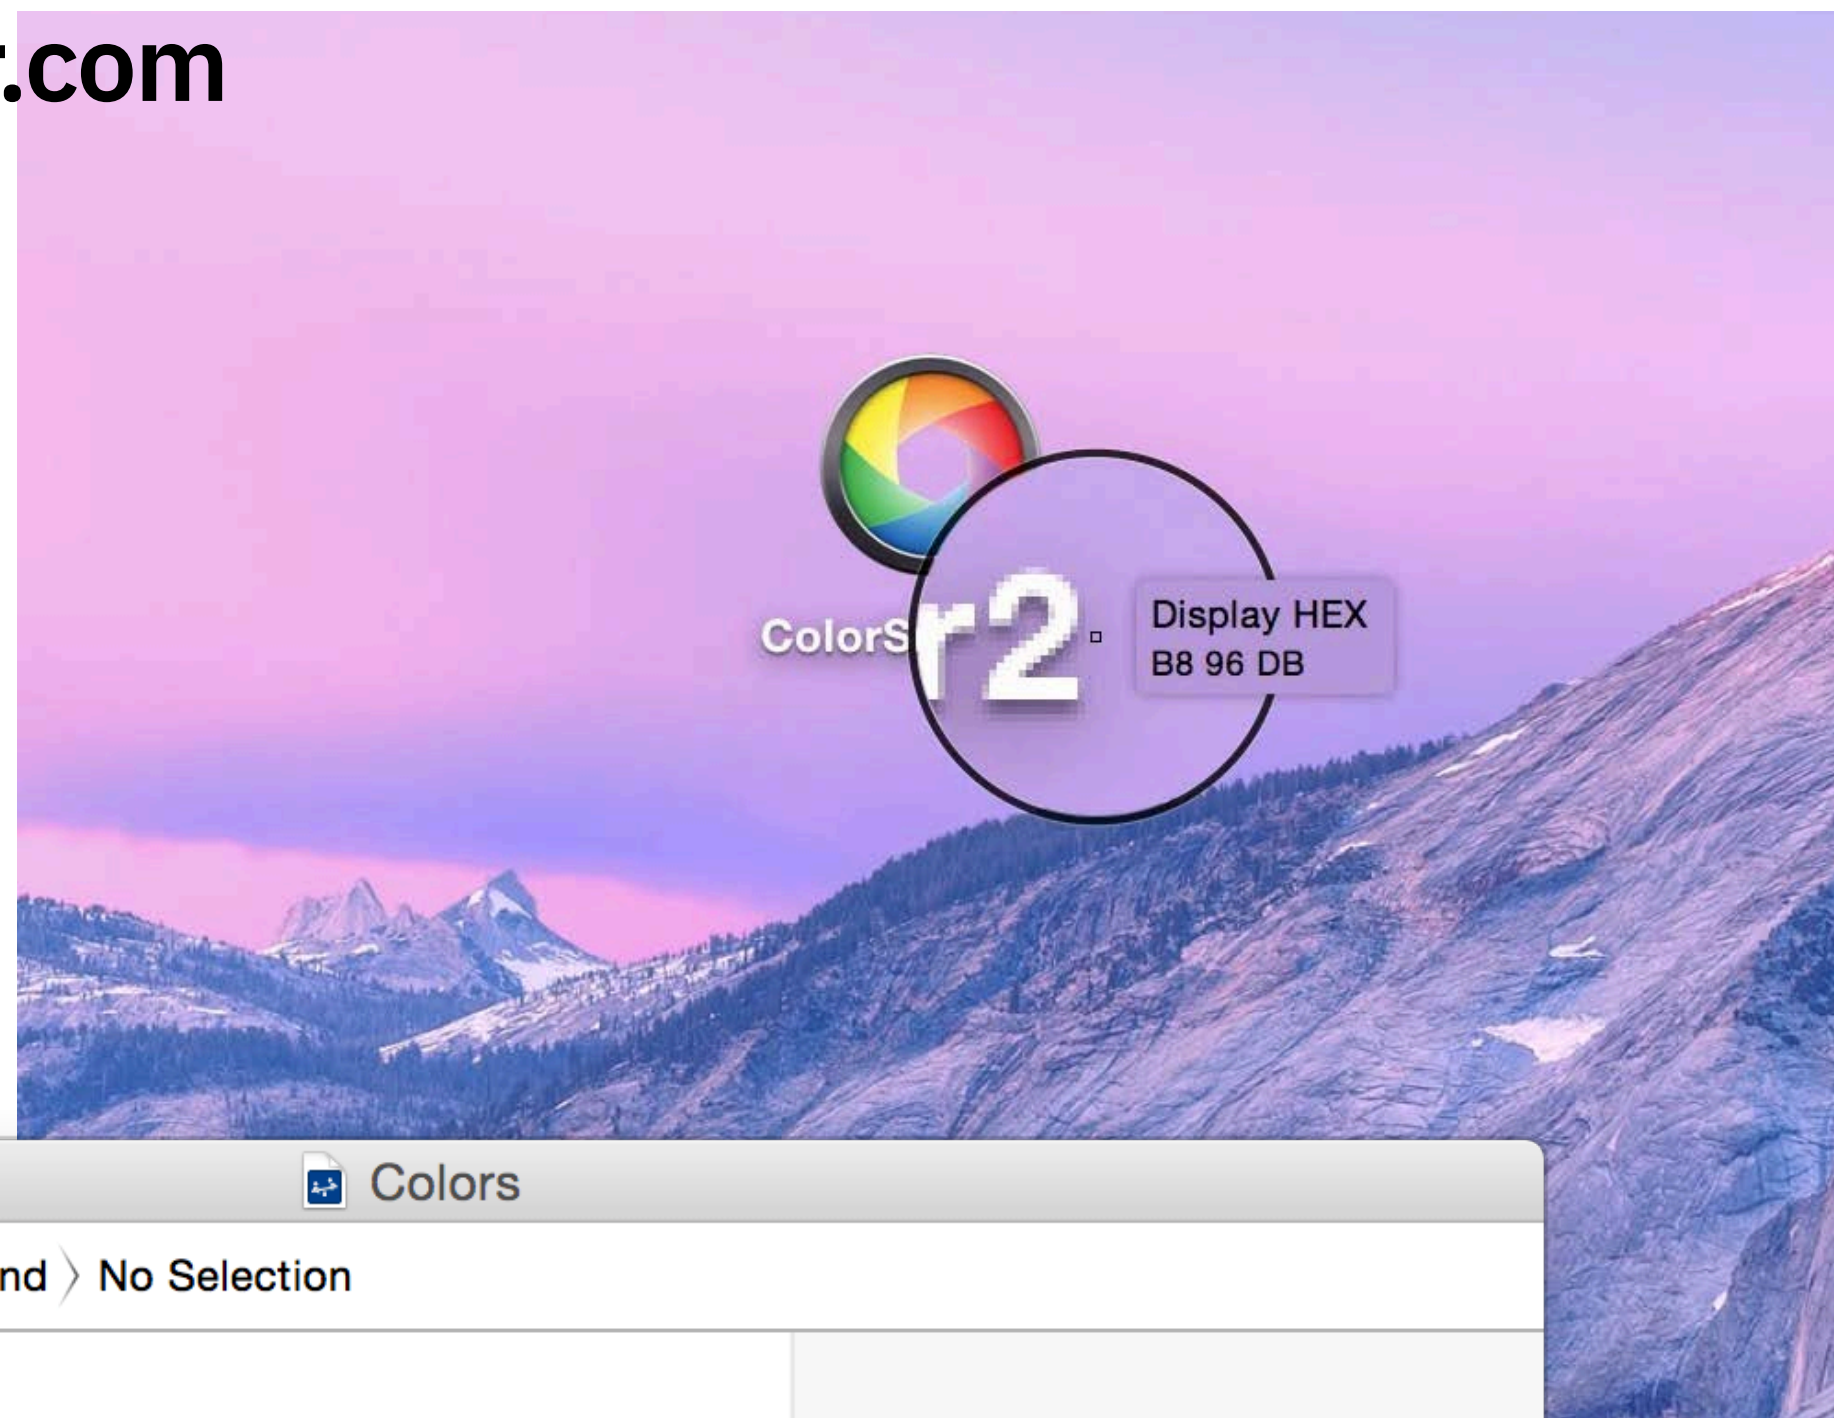 .com
ColorS
r2
Display HEX
B8 96 DB
Colors
nd 〉 No Selection